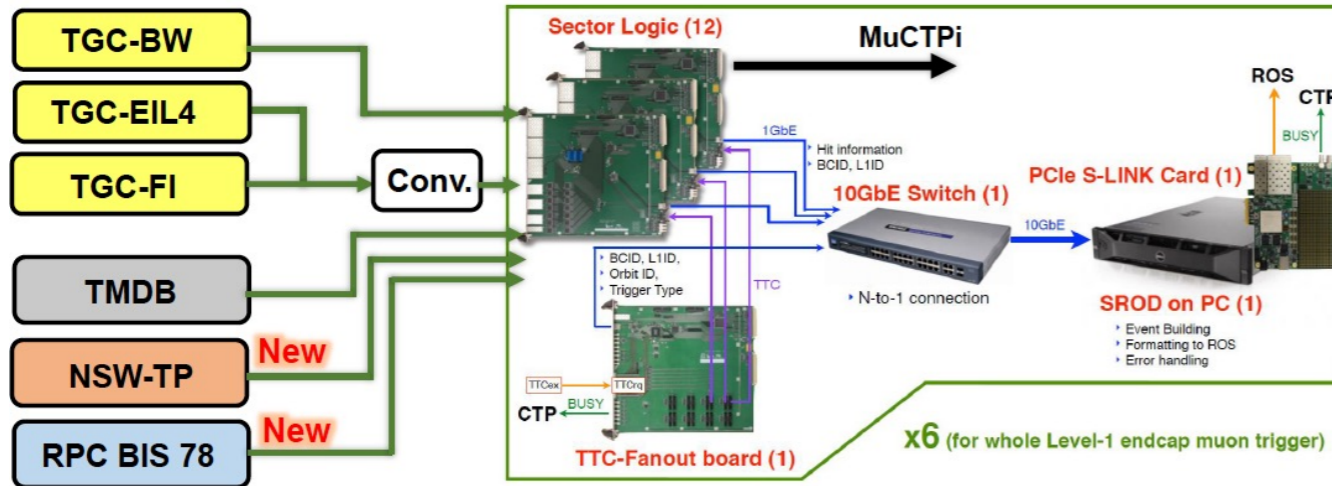 TGC-BW
TGC-EIL4
TGC-FI
Conv.
TMDB
NSW-TP
New
RPC BIS 78
New
Sector Logic (12)
MuCTPi
1GbE
Hit information
BCID, L1ID
10GbE Switch (1)
N-to-1 connection
10GbE
ROS
CTP
BUSY
PCIe S-LINK Card (1)
SROD on PC (1)
Event Building
Formatting to ROS
Error handling
BCID, L1ID,
Orbit ID,
Trigger Type
TTC
TTCex
TTCrq
CTP
BUSY
TTC-Fanout board (1)
x6 (for whole Level-1 endcap muon trigger)